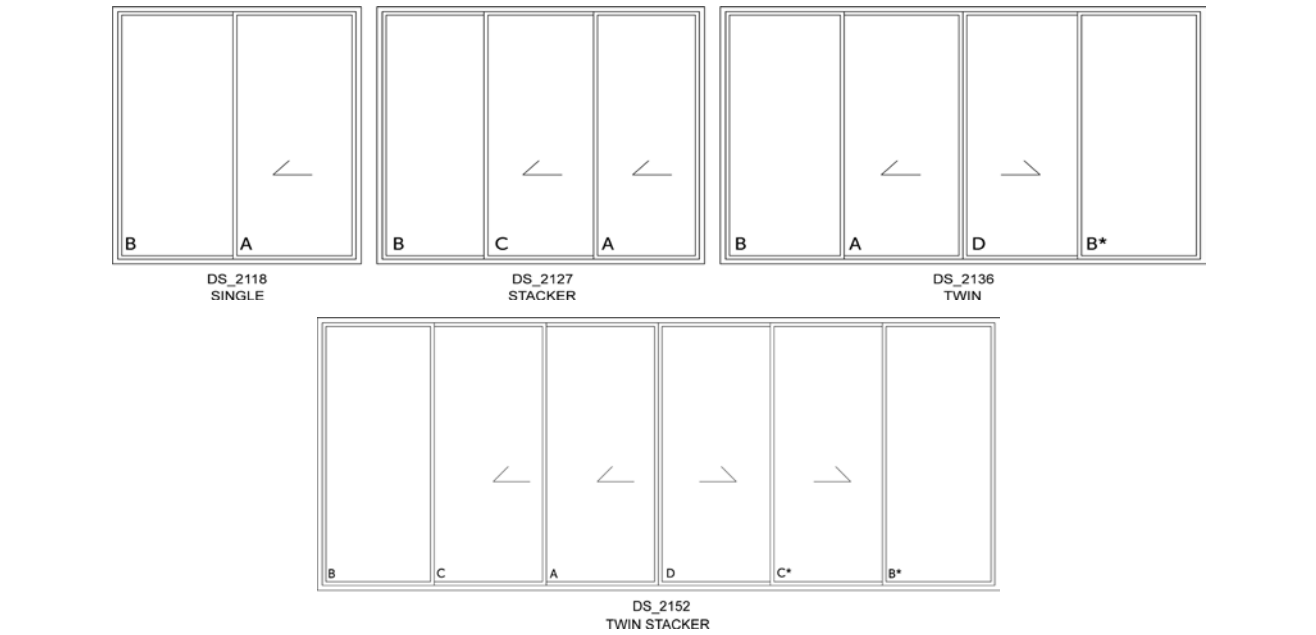 B A
DS_2118
SINGLE
B C A
DS_2127
STACKER
B A D B*
DS_2136
TWIN
B C A D C* B*
DS_2152
TWIN STACKER